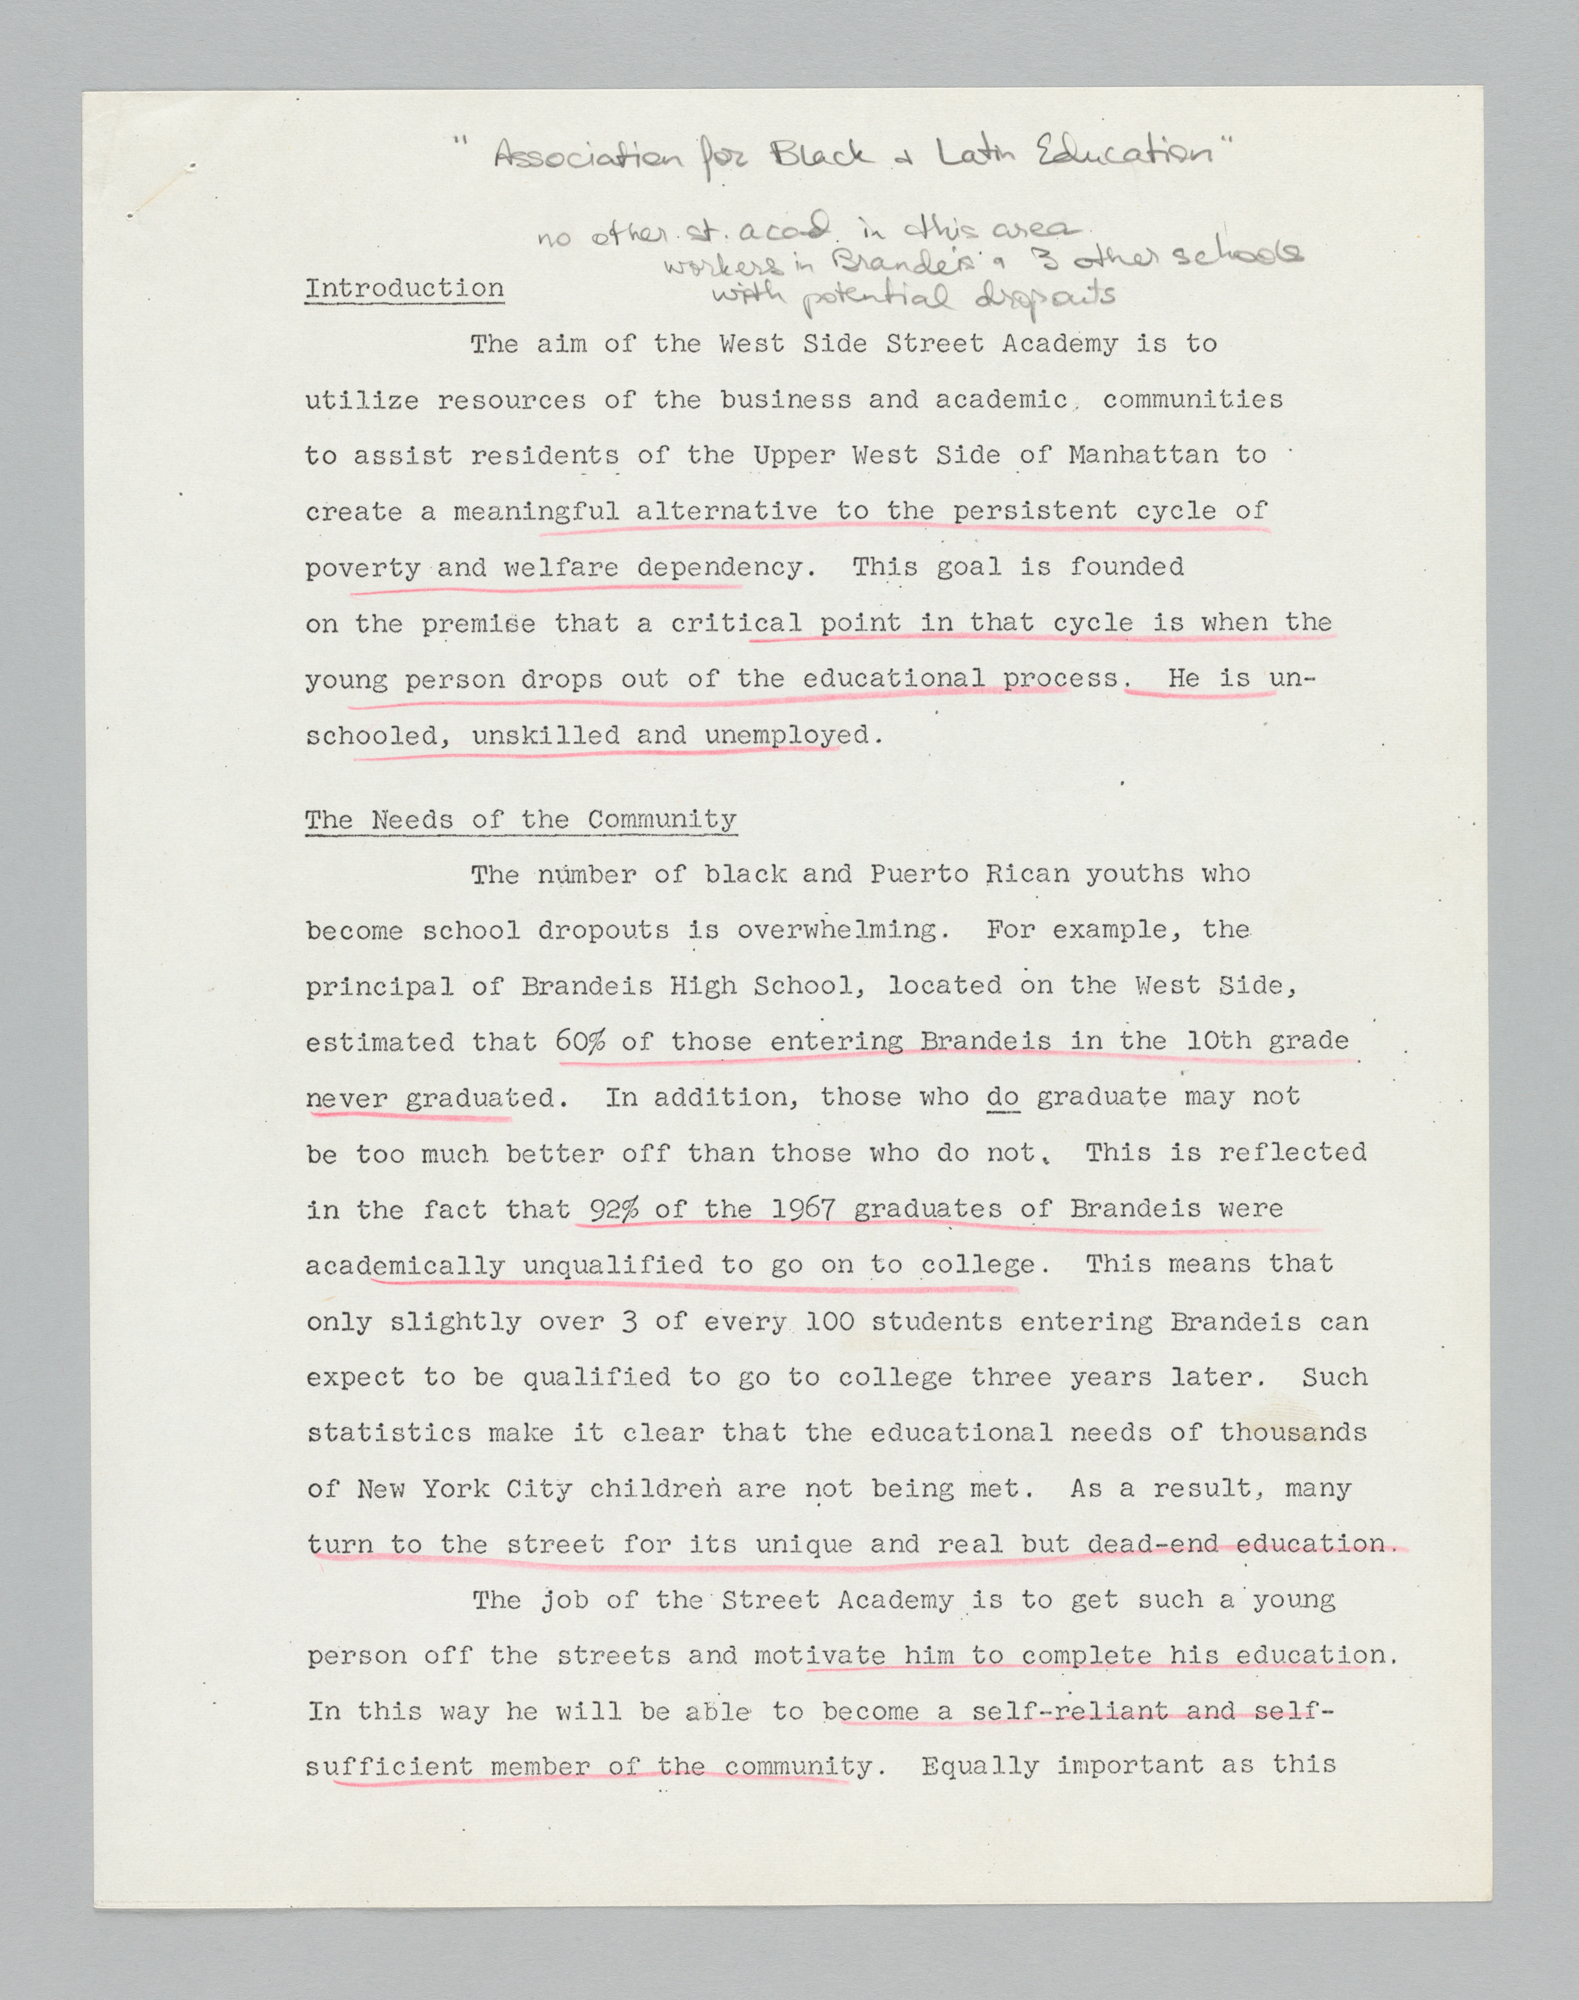 " Association for Black & Latin Education"
no other st. acad. in this area
workers in Brandeis & 3 other schools
with potential dropouts
Introduction
The aim of the West Side Street Academy is to
utilize resources of the business and academic communities
to assist residents of the Upper West Side of Manhattan to
create a meaningful alternative to the persistent cycle of
poverty and welfare dependency. This goal is founded
on the premise that a critical point in that cycle is when the
young person drops out of the educational process. He is un-
schooled, unskilled and unemployed.
The Needs of the Community
The number of black and Puerto Rican youths who
become school dropouts is overwhelming. For example, the
principal of Brandeis High School, located on the West Side,
estimated that 60% of those entering Brandeis in the 10th grade
never graduated. In addition, those who do graduate may not
be too much better off than those who do not. This is reflected
in the fact that 92% of the 1967 graduates of Brandeis were
academically unqualified to go on to college. This means that
only slightly over 3 of every 100 students entering Brandeis can
expect to be qualified to go to college three years later. Such
statistics make it clear that the educational needs of thousands
of New York City children are not being met. As a result, many
turn to the street for its unique and real but dead-end education.
The job of the Street Academy is to get such a young
person off the streets and motivate him to complete his education.
In this way he will be able to become a self-reliant and self-
sufficient member of the community. Equally important as this